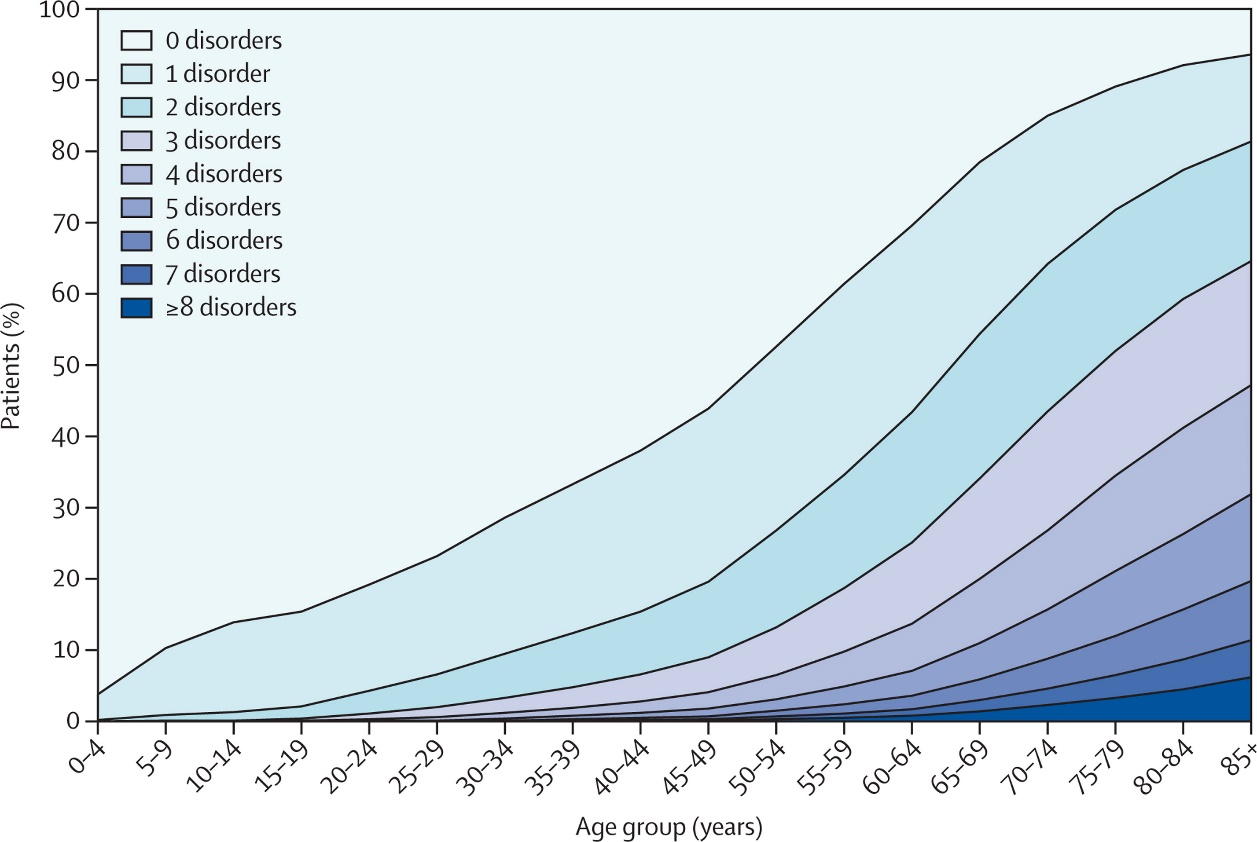 100
90
80
70
60
50
40
30
20
10
0
Patients (%)
0 disorders
1 disorder
2 disorders
3 disorders
4 disorders
5 disorders
6 disorders
7 disorders
≥8 disorders
0–4
5–9
10–14
15–19
20–24
25–29
30–34
35–39
40–44
45–49
50–54
55–59
60–64
65–69
70–74
75–79
80–84
85+
Age group (years)